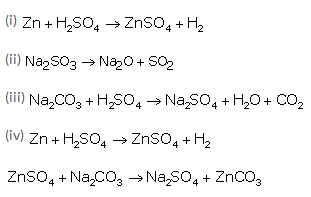 (i) Zn + H₂SO₄ → ZnSO₄ + H₂
(ii) Na₂SO₃ → Na₂O + SO₂
(iii) Na₂CO₃ + H₂SO₄ → Na₂SO₄ + H₂O + CO₂
(iv) Zn + H₂SO₄ → ZnSO₄ + H₂
ZnSO₄ + Na₂CO₃ → Na₂SO₄ + ZnCO₃